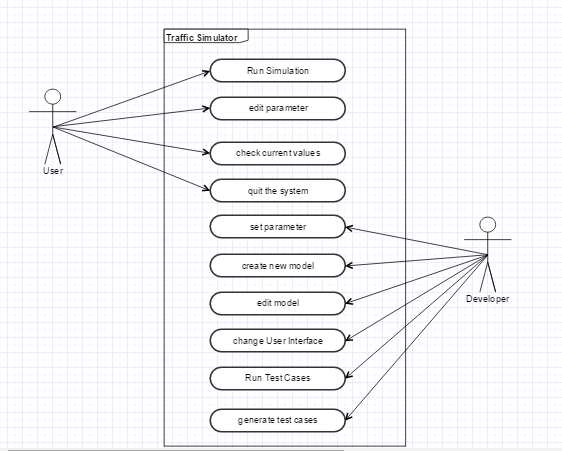 Traffic Simulator
Run Simulation
edit parameter
check current values
quit the system
User
set parameter
create new model
edit model
Developer
change User Interface
Run Test Cases
generate test cases